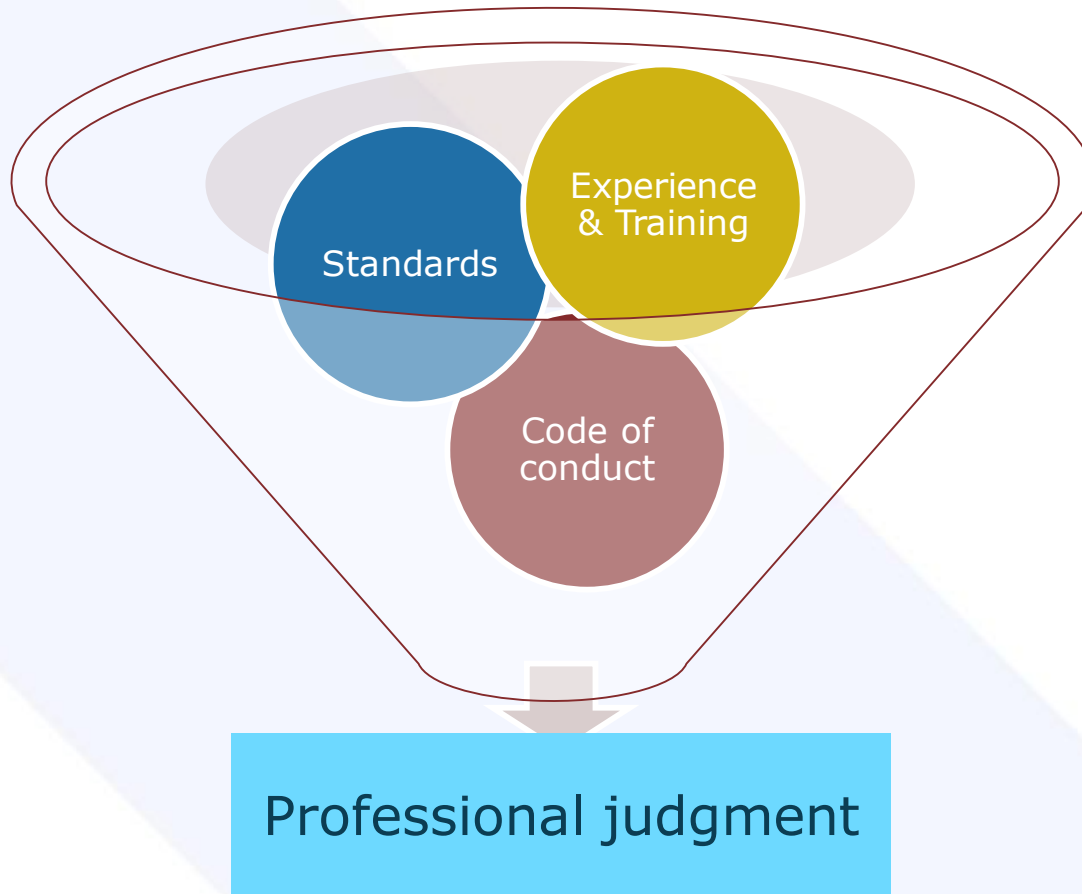 Experience
& Training
Standards
Code of
conduct
Professional judgment